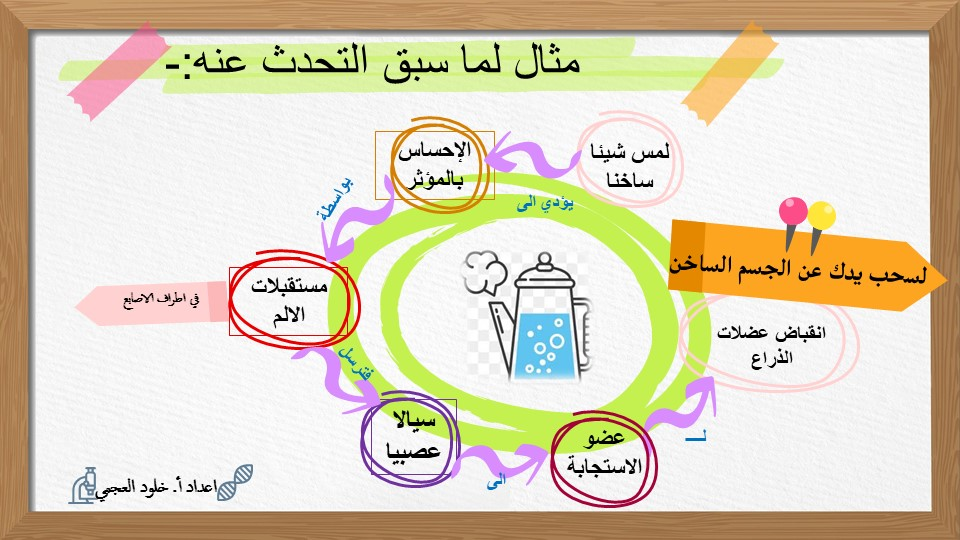 مثال لما سبق التحدث عنه:-
لمس شيئا
ساخنا
يؤدي الى
الإحساس
بالمؤثر
بواسطة
مستقبلات
الالم
في اطراف الاصابع
فترسل
سيالا
عصبيا
الى
عضو
الاستجابة
لـــ
انقباض عضلات
الذراع
لسحب يدك عن الجسم الساخن
اعداد أ. خلود العجمي